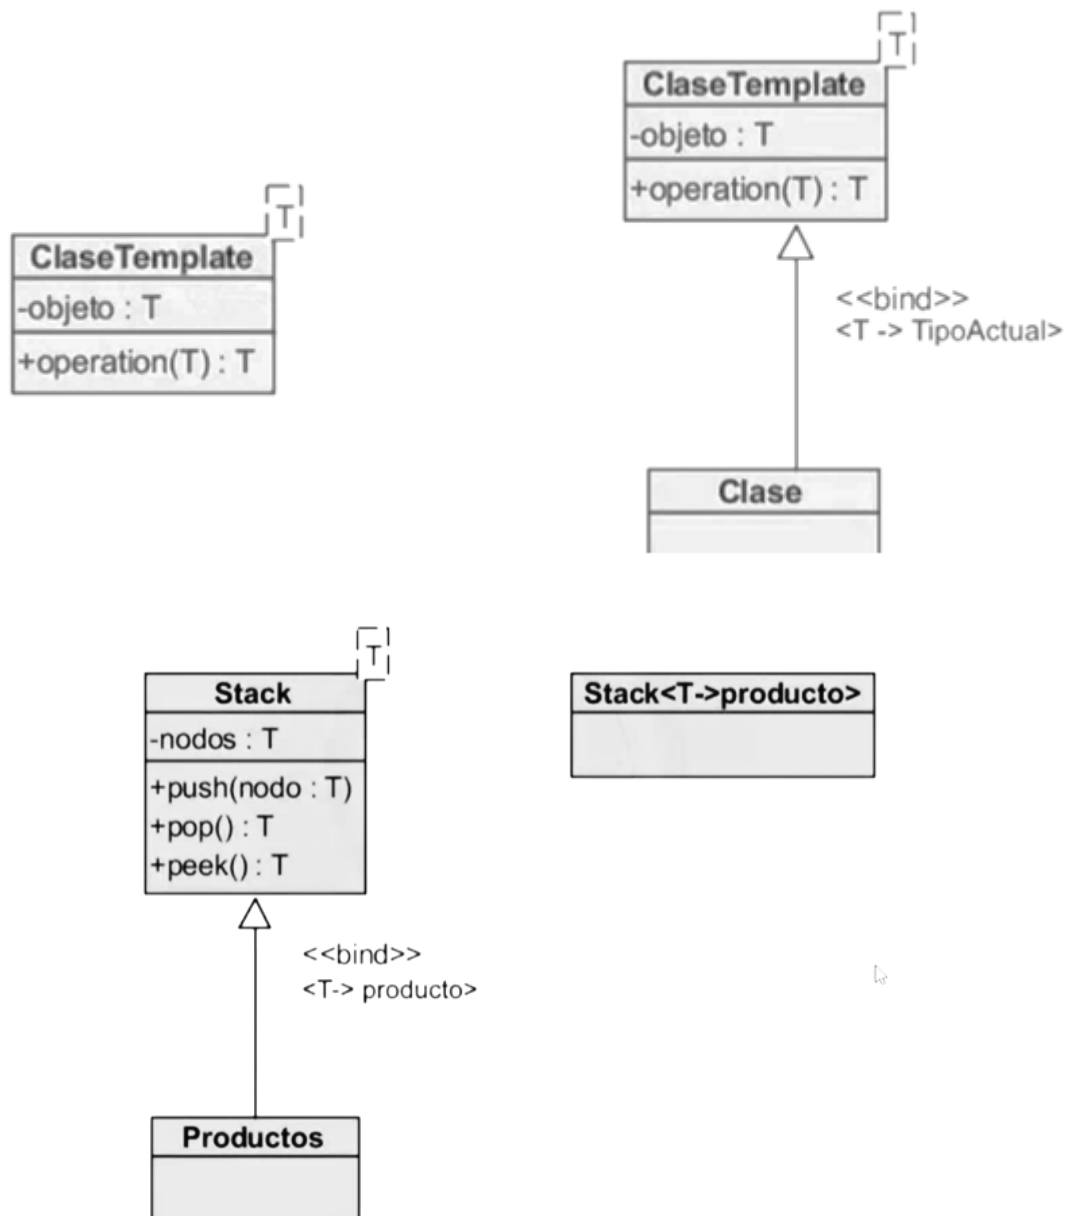 T
ClaseTemplate
-objeto : T
+operation(T) : T
T
ClaseTemplate
-objeto : T
+operation(T) : T
<<bind>>
<T -> TipoActual>
Clase
T
Stack
-nodos : T
+push(nodo : T)
+pop() : T
+peek() : T
<<bind>>
<T-> producto>
Productos
Stack<T->producto>